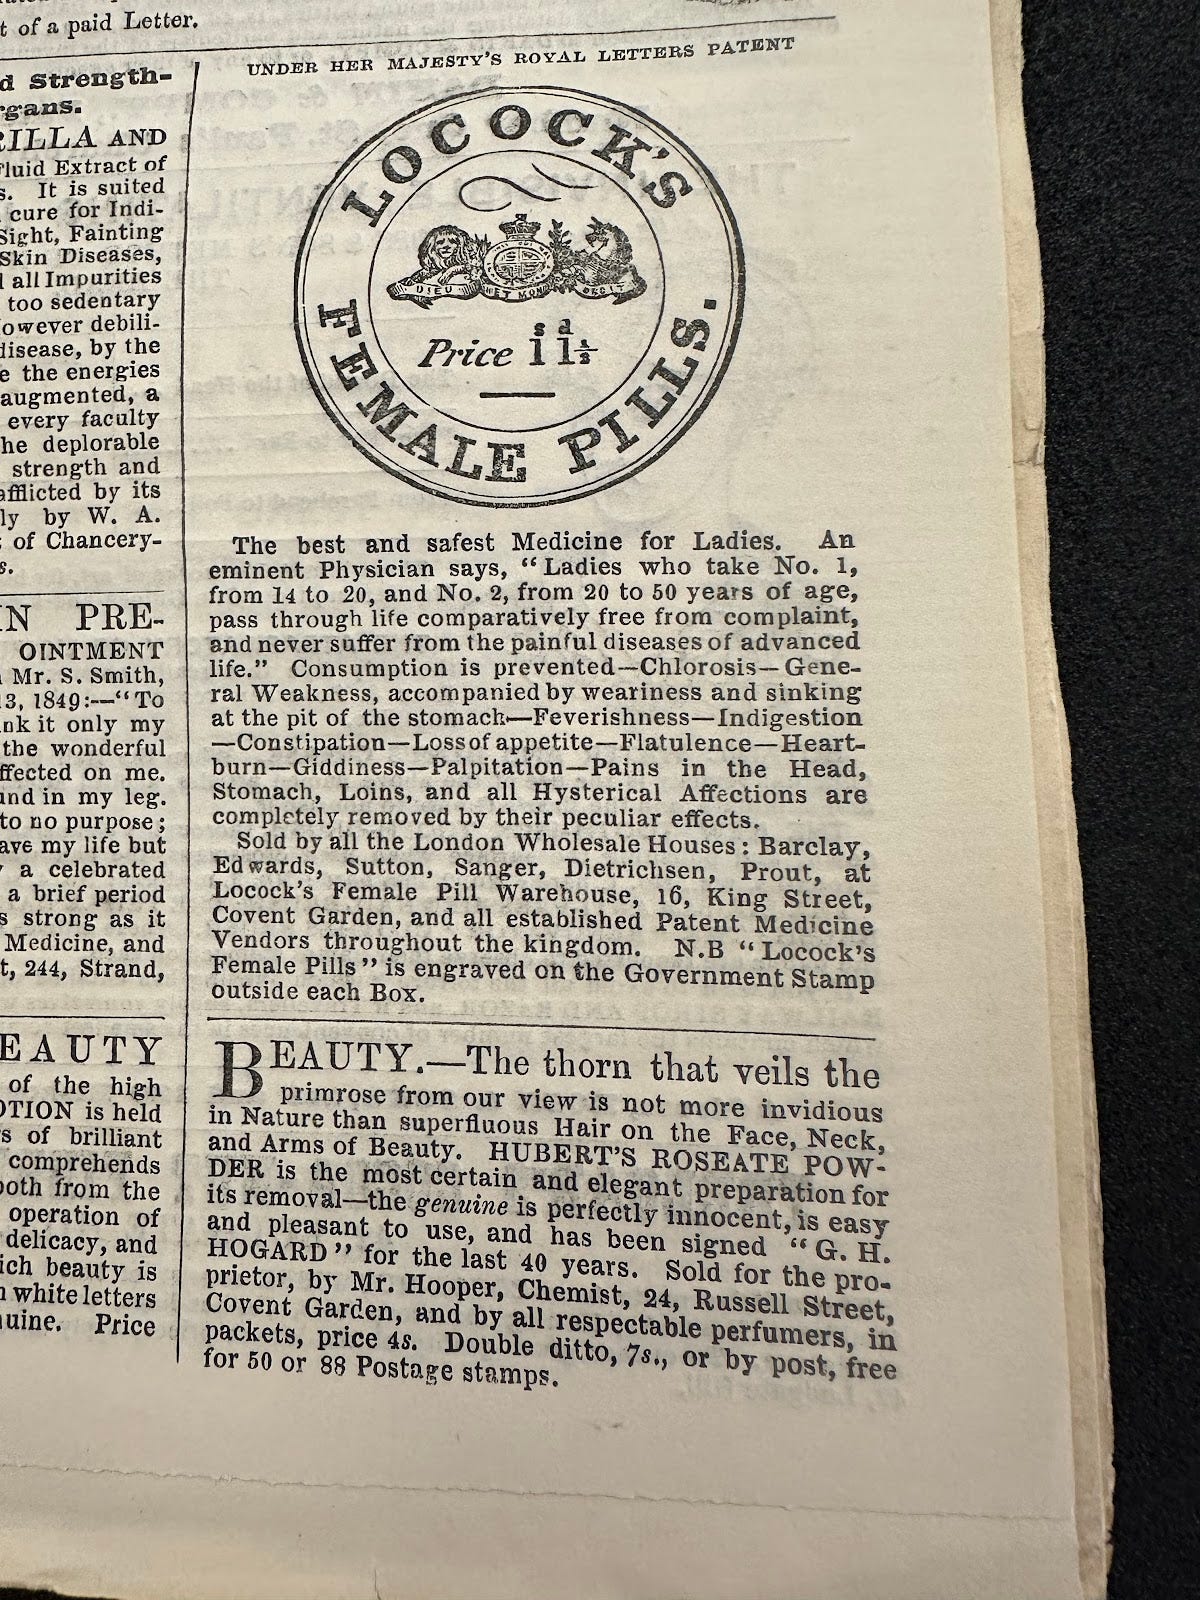 t of a paid Letter.
d Strength-
rgans.
RILLA AND
Fluid Extract of
s. It is suited
cure for Indi-
Sight, Fainting
Skin Diseases,
all Impurities
too sedentary
owever debili-
disease, by the
e the energies
augmented, a
every faculty
he deplorable
strength and
afflicted by its
ly by W. A.
of Chancery-
s.
IN PRE-
OINTMENT
Mr. S. Smith,
13, 1849:—"To
nk it only my
the wonderful
ffected on me.
und in my leg.
to no purpose;
ave my life but
a celebrated
a brief period
s strong as it
Medicine, and
t, 244, Strand,
EAUTY
of the high
OTION is held
rs of brilliant
comprehends
both from the
operation of
delicacy, and
ich beauty is
n white letters
uine. Price
UNDER HER MAJESTY'S ROYAL LETTERS PATENT
LOCOCK'S
DIEU ET MON DROIT
s d
Price 1 1½
FEMALE PILLS.
The best and safest Medicine for Ladies. An
eminent Physician says, "Ladies who take No. 1,
from 14 to 20, and No. 2, from 20 to 50 years of age,
pass through life comparatively free from complaint,
and never suffer from the painful diseases of advanced
life." Consumption is prevented—Chlorosis—Gene-
ral Weakness, accompanied by weariness and sinking
at the pit of the stomach—Feverishness—Indigestion
—Constipation—Loss of appetite—Flatulence—Heart-
burn—Giddiness—Palpitation—Pains in the Head,
Stomach, Loins, and all Hysterical Affections are
completely removed by their peculiar effects.
Sold by all the London Wholesale Houses: Barclay,
Edwards, Sutton, Sanger, Dietrichsen, Prout, at
Locock's Female Pill Warehouse, 16, King Street,
Covent Garden, and all established Patent Medicine
Vendors throughout the kingdom. N.B "Locock's
Female Pills" is engraved on the Government Stamp
outside each Box.
BEAUTY.—The thorn that veils the
primrose from our view is not more invidious
in Nature than superfluous Hair on the Face, Neck,
and Arms of Beauty. HUBERT'S ROSEATE POW-
DER is the most certain and elegant preparation for
its removal—the genuine is perfectly innocent, is easy
and pleasant to use, and has been signed "G. H.
HOGARD" for the last 40 years. Sold for the pro-
prietor, by Mr. Hooper, Chemist, 24, Russell Street,
Covent Garden, and by all respectable perfumers, in
packets, price 4s. Double ditto, 7s., or by post, free
for 50 or 88 Postage stamps.